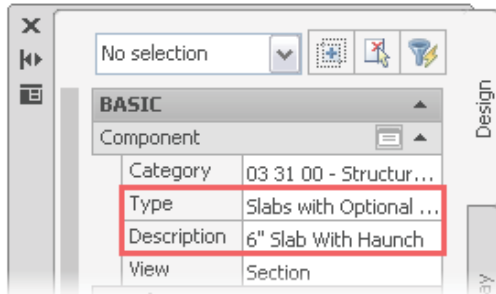 No selection
BASIC
Component
Category 03 31 00 - Structur...
Type Slabs with Optional ...
Description 6" Slab With Haunch
View Section
Design
ay